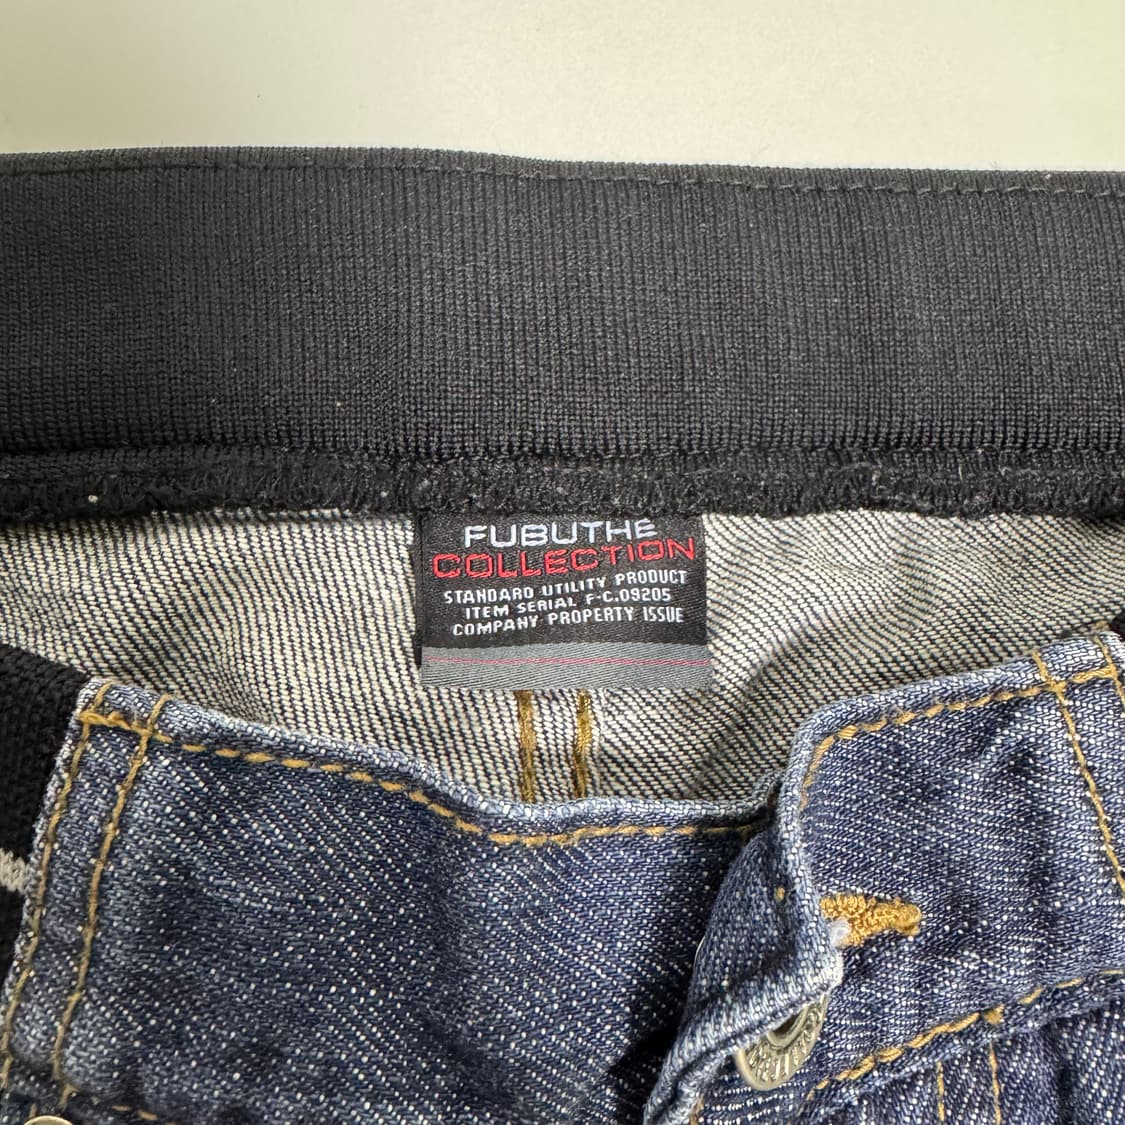 FUBUTHE
COLLECTION
STANDARD UTILITY PRODUCT
ITEM SERIAL F-C.09205
COMPANY PROPERTY ISSUE